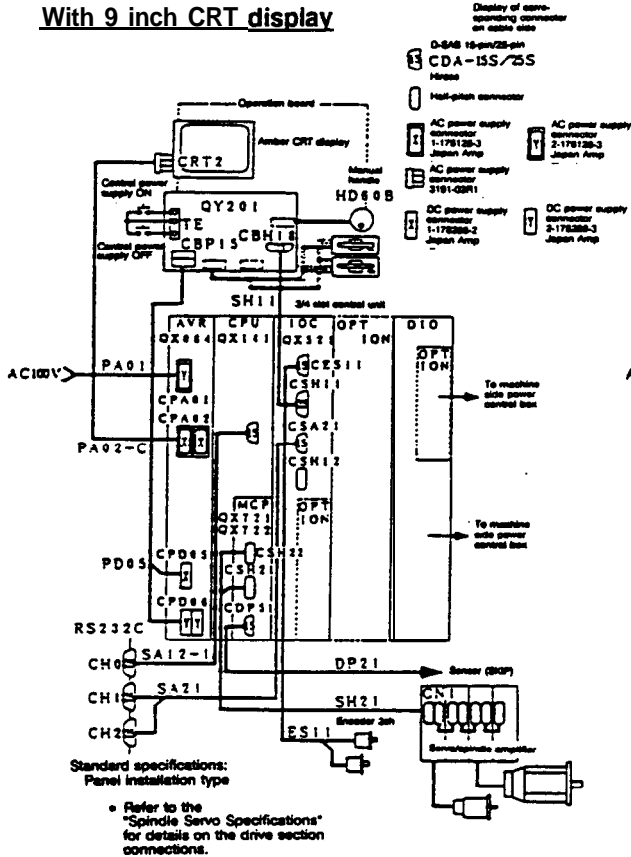 With 9 inch CRT display
Display of corre-
sponding connector
on cable side
D-SAS 15-pin/25-pin
CDA-15S/25S
Hirose
Half-pitch connector
AC power supply
connector
1-178128-3
Japan Amp
AC power supply
connector
2-178128-3
Japan Amp
AC power supply
connector
3191-03R1
DC power supply
connector
1-178288-2
Japan Amp
DC power supply
connector
2-178288-3
Japan Amp
Operation board
Amber CRT display
CRT2
Manual
handle
HD60B
Control power
supply ON
QY201
TE
CBP15
CBH18
Control power
supply OFF
SH11
3/4 slot control unit
AVR
QX084
CPU
QX141
IOC
QX521
OPT
ION
DIO
OPT
ION
AC100V
PA01
CPA01
CPA02
PA02-C
CES11
CSH11
CSA21
CSH12
To machine
side power
control box
MCP
QX721
QX722
OPT
ION
CSH22
CSH21
CDP51
To machine
side power
control box
PD05
CPD05
CPD06
RS232C
CH0
SA12-1
CH1
SA21
CH2
DP21
Sensor (SKIP)
SH21
CN1
ES11
Encoder 2ch
Servo/spindle amplifier
Standard specifications:
Panel installation type
• Refer to the
"Spindle Servo Specifications"
for details on the drive section
connections.
A